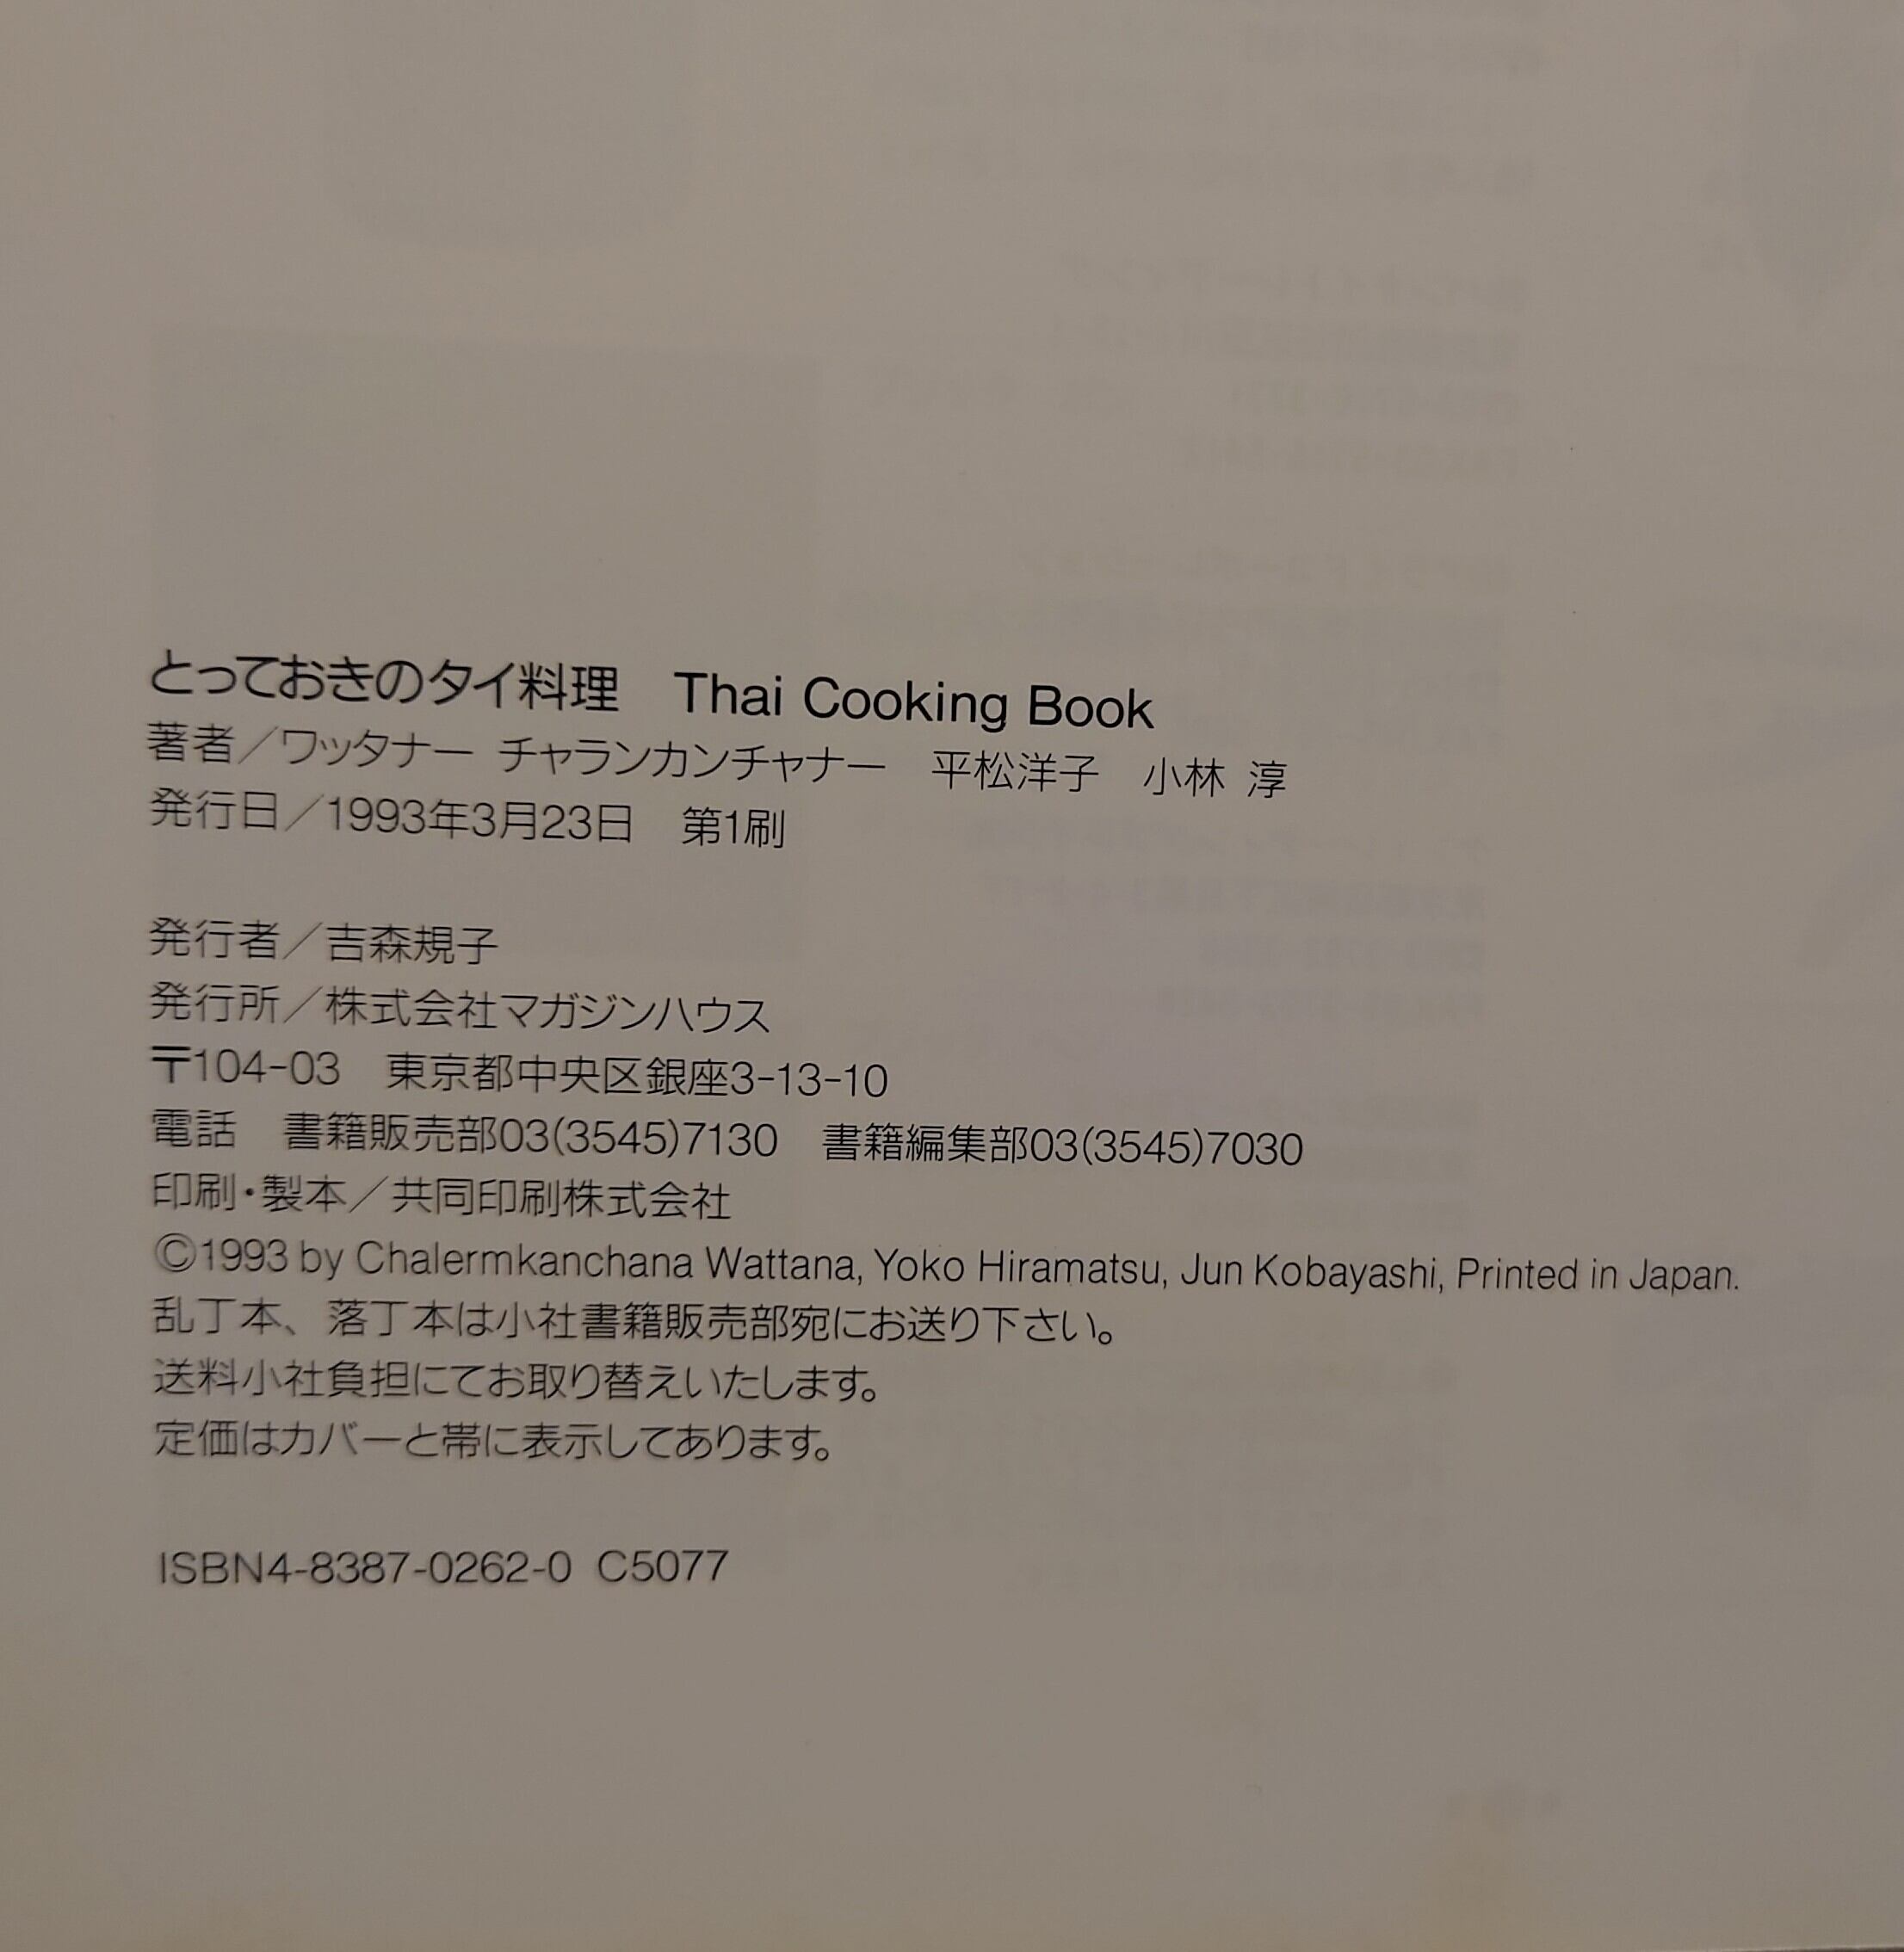 とっておきのタイ料理　Thai Cooking Book
著者／ワッタナー チャランカンチャナー　平松洋子　小林 淳
発行日／1993年3月23日　第1刷
発行者／吉森規子
発行所／株式会社マガジンハウス
〒104-03　東京都中央区銀座3-13-10
電話　書籍販売部03(3545)7130　書籍編集部03(3545)7030
印刷・製本／共同印刷株式会社
©1993 by Chalermkanchana Wattana, Yoko Hiramatsu, Jun Kobayashi, Printed in Japan.
乱丁本、落丁本は小社書籍販売部宛にお送り下さい。
送料小社負担にてお取り替えいたします。
定価はカバーと帯に表示してあります。
ISBN4-8387-0262-0 C5077